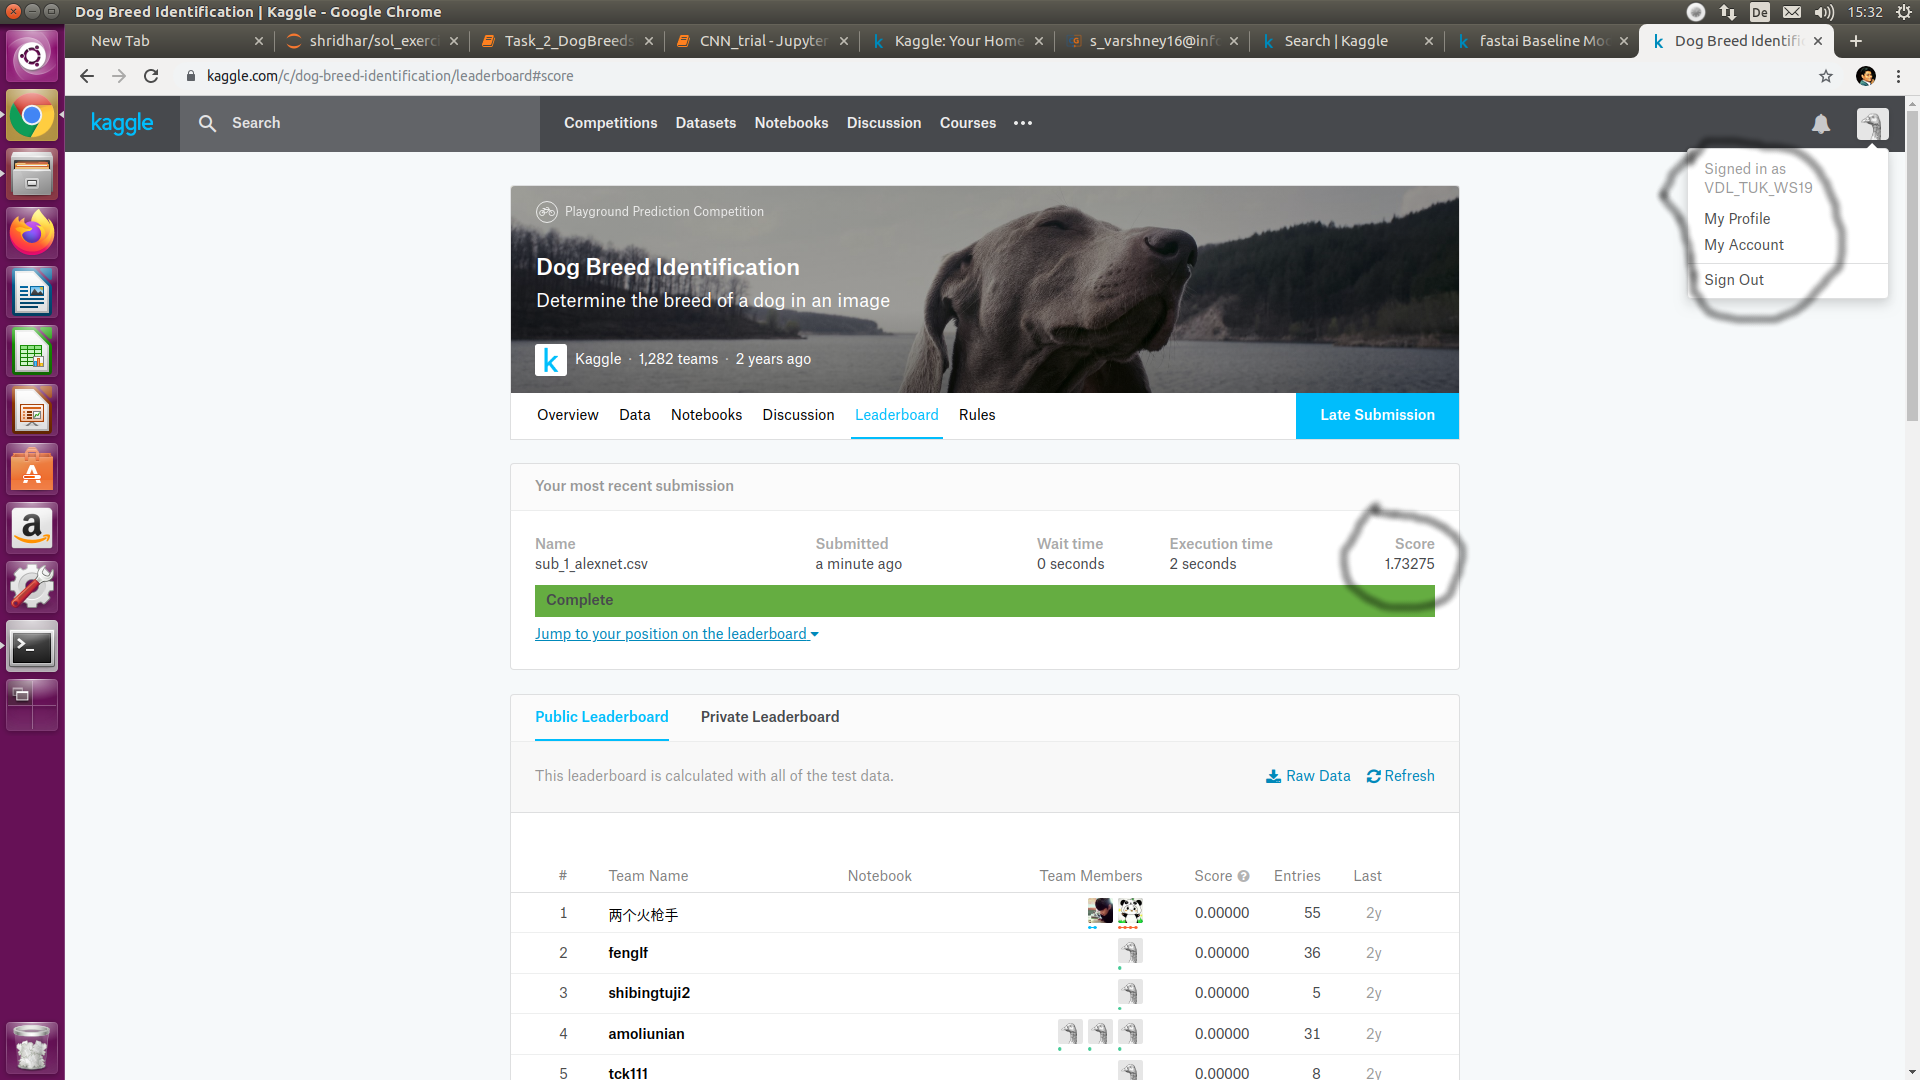 Dog Breed Identification | Kaggle - Google Chrome
De
15:32
New Tab
shridhar/sol_exerci
Task_2_DogBreeds
CNN_trial - Jupyter
Kaggle: Your Home
s_varshney16@info
Search | Kaggle
fastai Baseline Mod
Dog Breed Identifi
kaggle.com/c/dog-breed-identification/leaderboard#score
kaggle
Search
Competitions
Datasets
Notebooks
Discussion
Courses
Signed in as
VDL_TUK_WS19
My Profile
My Account
Sign Out
Playground Prediction Competition
Dog Breed Identification
Determine the breed of a dog in an image
k
Kaggle · 1,282 teams · 2 years ago
Overview
Data
Notebooks
Discussion
Leaderboard
Rules
Late Submission
Your most recent submission
Name Submitted Wait time Execution time Score
sub_1_alexnet.csv a minute ago 0 seconds 2 seconds 1.73275
Complete
Jump to your position on the leaderboard
Public Leaderboard
Private Leaderboard
This leaderboard is calculated with all of the test data.
Raw Data
Refresh
# Team Name Notebook Team Members Score Entries Last
1 两个火枪手 0.00000 55 2y
2 fenglf 0.00000 36 2y
3 shibingtuji2 0.00000 5 2y
4 amoliunian 0.00000 31 2y
5 tck111 0.00000 8 2y